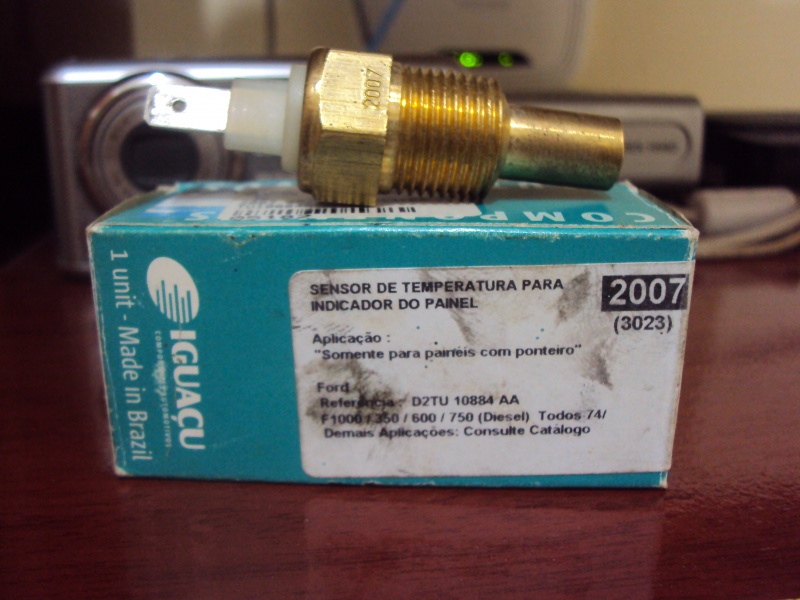 2007
COMP
S
1 unit - Made in Brazil
IGUAÇU
COMPONENTES AUTOMOTIVOS
SENSOR DE TEMPERATURA PARA
INDICADOR DO PAINEL
2007
(3023)
Aplicação :
"Somente para painéis com ponteiro"
Ford
Referência : D2TU 10884 AA
F1000 / 350 / 600 / 750 (Diesel) Todos 74/
Demais Aplicações: Consulte Catálogo